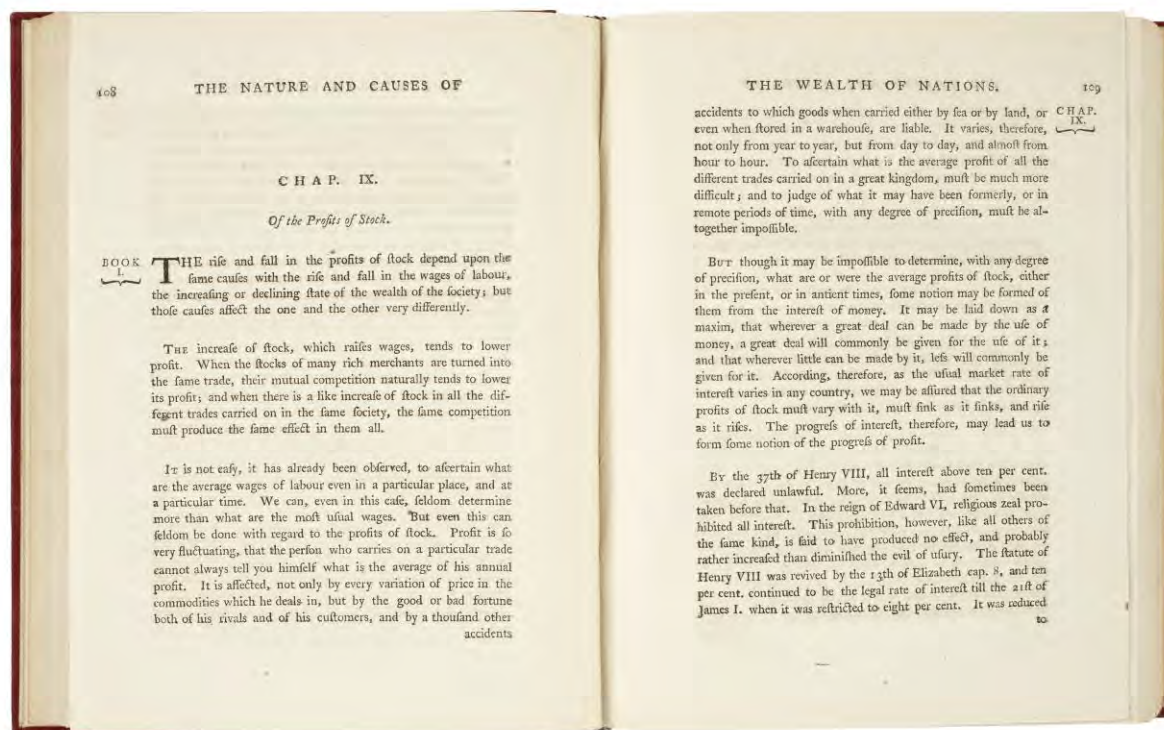 108
THE NATURE AND CAUSES OF
CHAP. IX.
Of the Profits of Stock.
BOOK
I.
THE riſe and fall in the profits of ſtock depend upon the
ſame cauſes with the riſe and fall in the wages of labour,
the increaſing or declining ſtate of the wealth of the ſociety; but
thoſe cauſes affect the one and the other very differently.
THE increaſe of ſtock, which raiſes wages, tends to lower
profit. When the ſtocks of many rich merchants are turned into
the ſame trade, their mutual competition naturally tends to lower
its profit; and when there is a like increaſe of ſtock in all the dif-
ferent trades carried on in the ſame ſociety, the ſame competition
muſt produce the ſame effect in them all.
IT is not eaſy, it has already been obſerved, to aſcertain what
are the average wages of labour even in a particular place, and at
a particular time. We can, even in this caſe, ſeldom determine
more than what are the moſt uſual wages. But even this can
ſeldom be done with regard to the profits of ſtock. Profit is ſo
very fluctuating, that the perſon who carries on a particular trade
cannot always tell you himſelf what is the average of his annual
profit. It is affected, not only by every variation of price in the
commodities which he deals in, but by the good or bad fortune
both of his rivals and of his cuſtomers, and by a thouſand other
accidents
THE WEALTH OF NATIONS.
109
CHAP.
IX.
accidents to which goods when carried either by ſea or by land, or
even when ſtored in a warehouſe, are liable. It varies, therefore,
not only from year to year, but from day to day, and almoſt from
hour to hour. To aſcertain what is the average profit of all the
different trades carried on in a great kingdom, muſt be much more
difficult; and to judge of what it may have been formerly, or in
remote periods of time, with any degree of preciſion, muſt be al-
together impoſſible.
BUT though it may be impoſſible to determine, with any degree
of preciſion, what are or were the average profits of ſtock, either
in the preſent, or in antient times, ſome notion may be formed of
them from the intereſt of money. It may be laid down as a
maxim, that wherever a great deal can be made by the uſe of
money, a great deal will commonly be given for the uſe of it;
and that wherever little can be made by it, leſs will commonly be
given for it. According, therefore, as the uſual market rate of
intereſt varies in any country, we may be aſſured that the ordinary
profits of ſtock muſt vary with it, muſt ſink as it ſinks, and riſe
as it riſes. The progreſs of intereſt, therefore, may lead us to
form ſome notion of the progreſs of profit.
BY the 37th of Henry VIII, all intereſt above ten per cent.
was declared unlawful. More, it ſeems, had ſometimes been
taken before that. In the reign of Edward VI, religious zeal pro-
hibited all intereſt. This prohibition, however, like all others of
the ſame kind, is ſaid to have produced no effect, and probably
rather increaſed than diminiſhed the evil of uſury. The ſtatute of
Henry VIII was revived by the 13th of Elizabeth cap. 8, and ten
per cent. continued to be the legal rate of intereſt till the 21ſt of
James I. when it was reſtricted to eight per cent. It was reduced
to